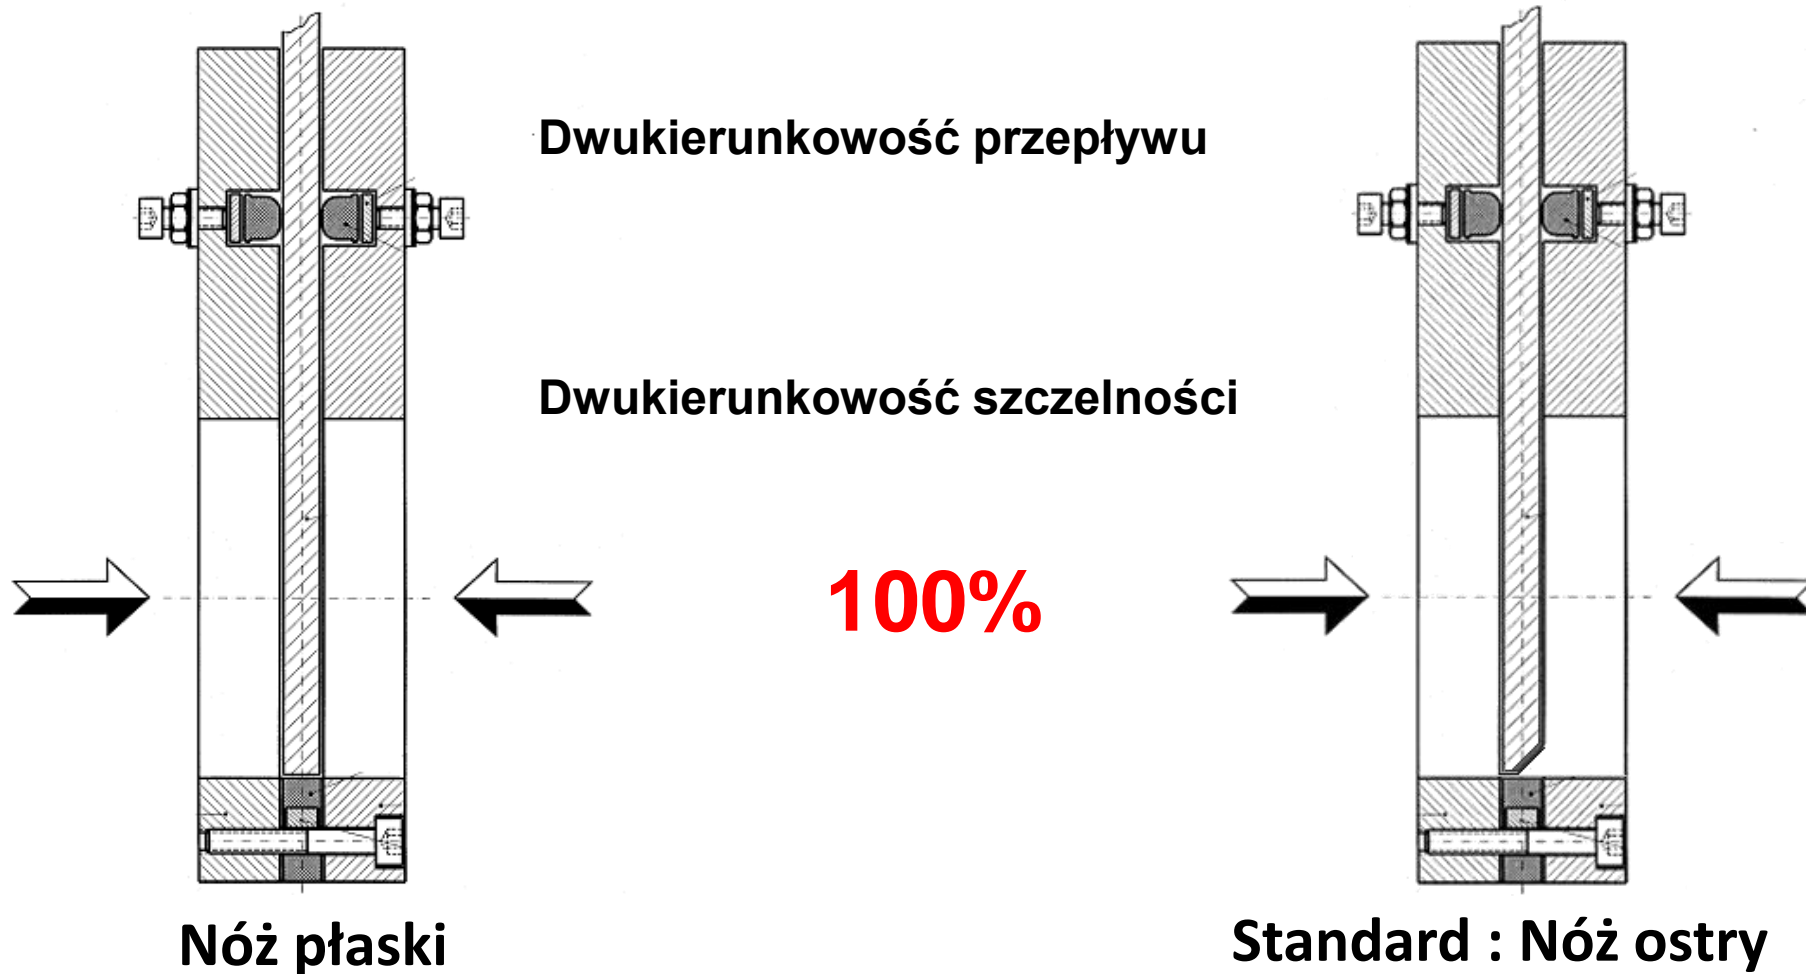 Dwukierunkowość przepływu
Dwukierunkowość szczelności
100%
Nóż płaski
Standard : Nóż ostry